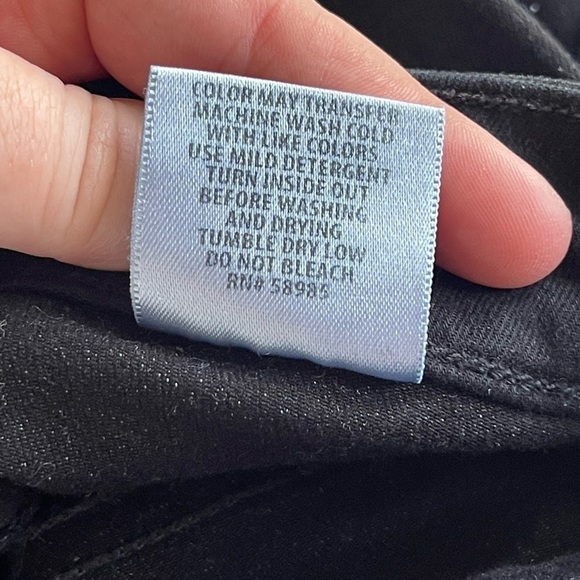 COLOR MAY TRANSFER
MACHINE WASH COLD
WITH LIKE COLORS
USE MILD DETERGENT
TURN INSIDE OUT
BEFORE WASHING
AND DRYING
TUMBLE DRY LOW
DO NOT BLEACH
RN# 58985